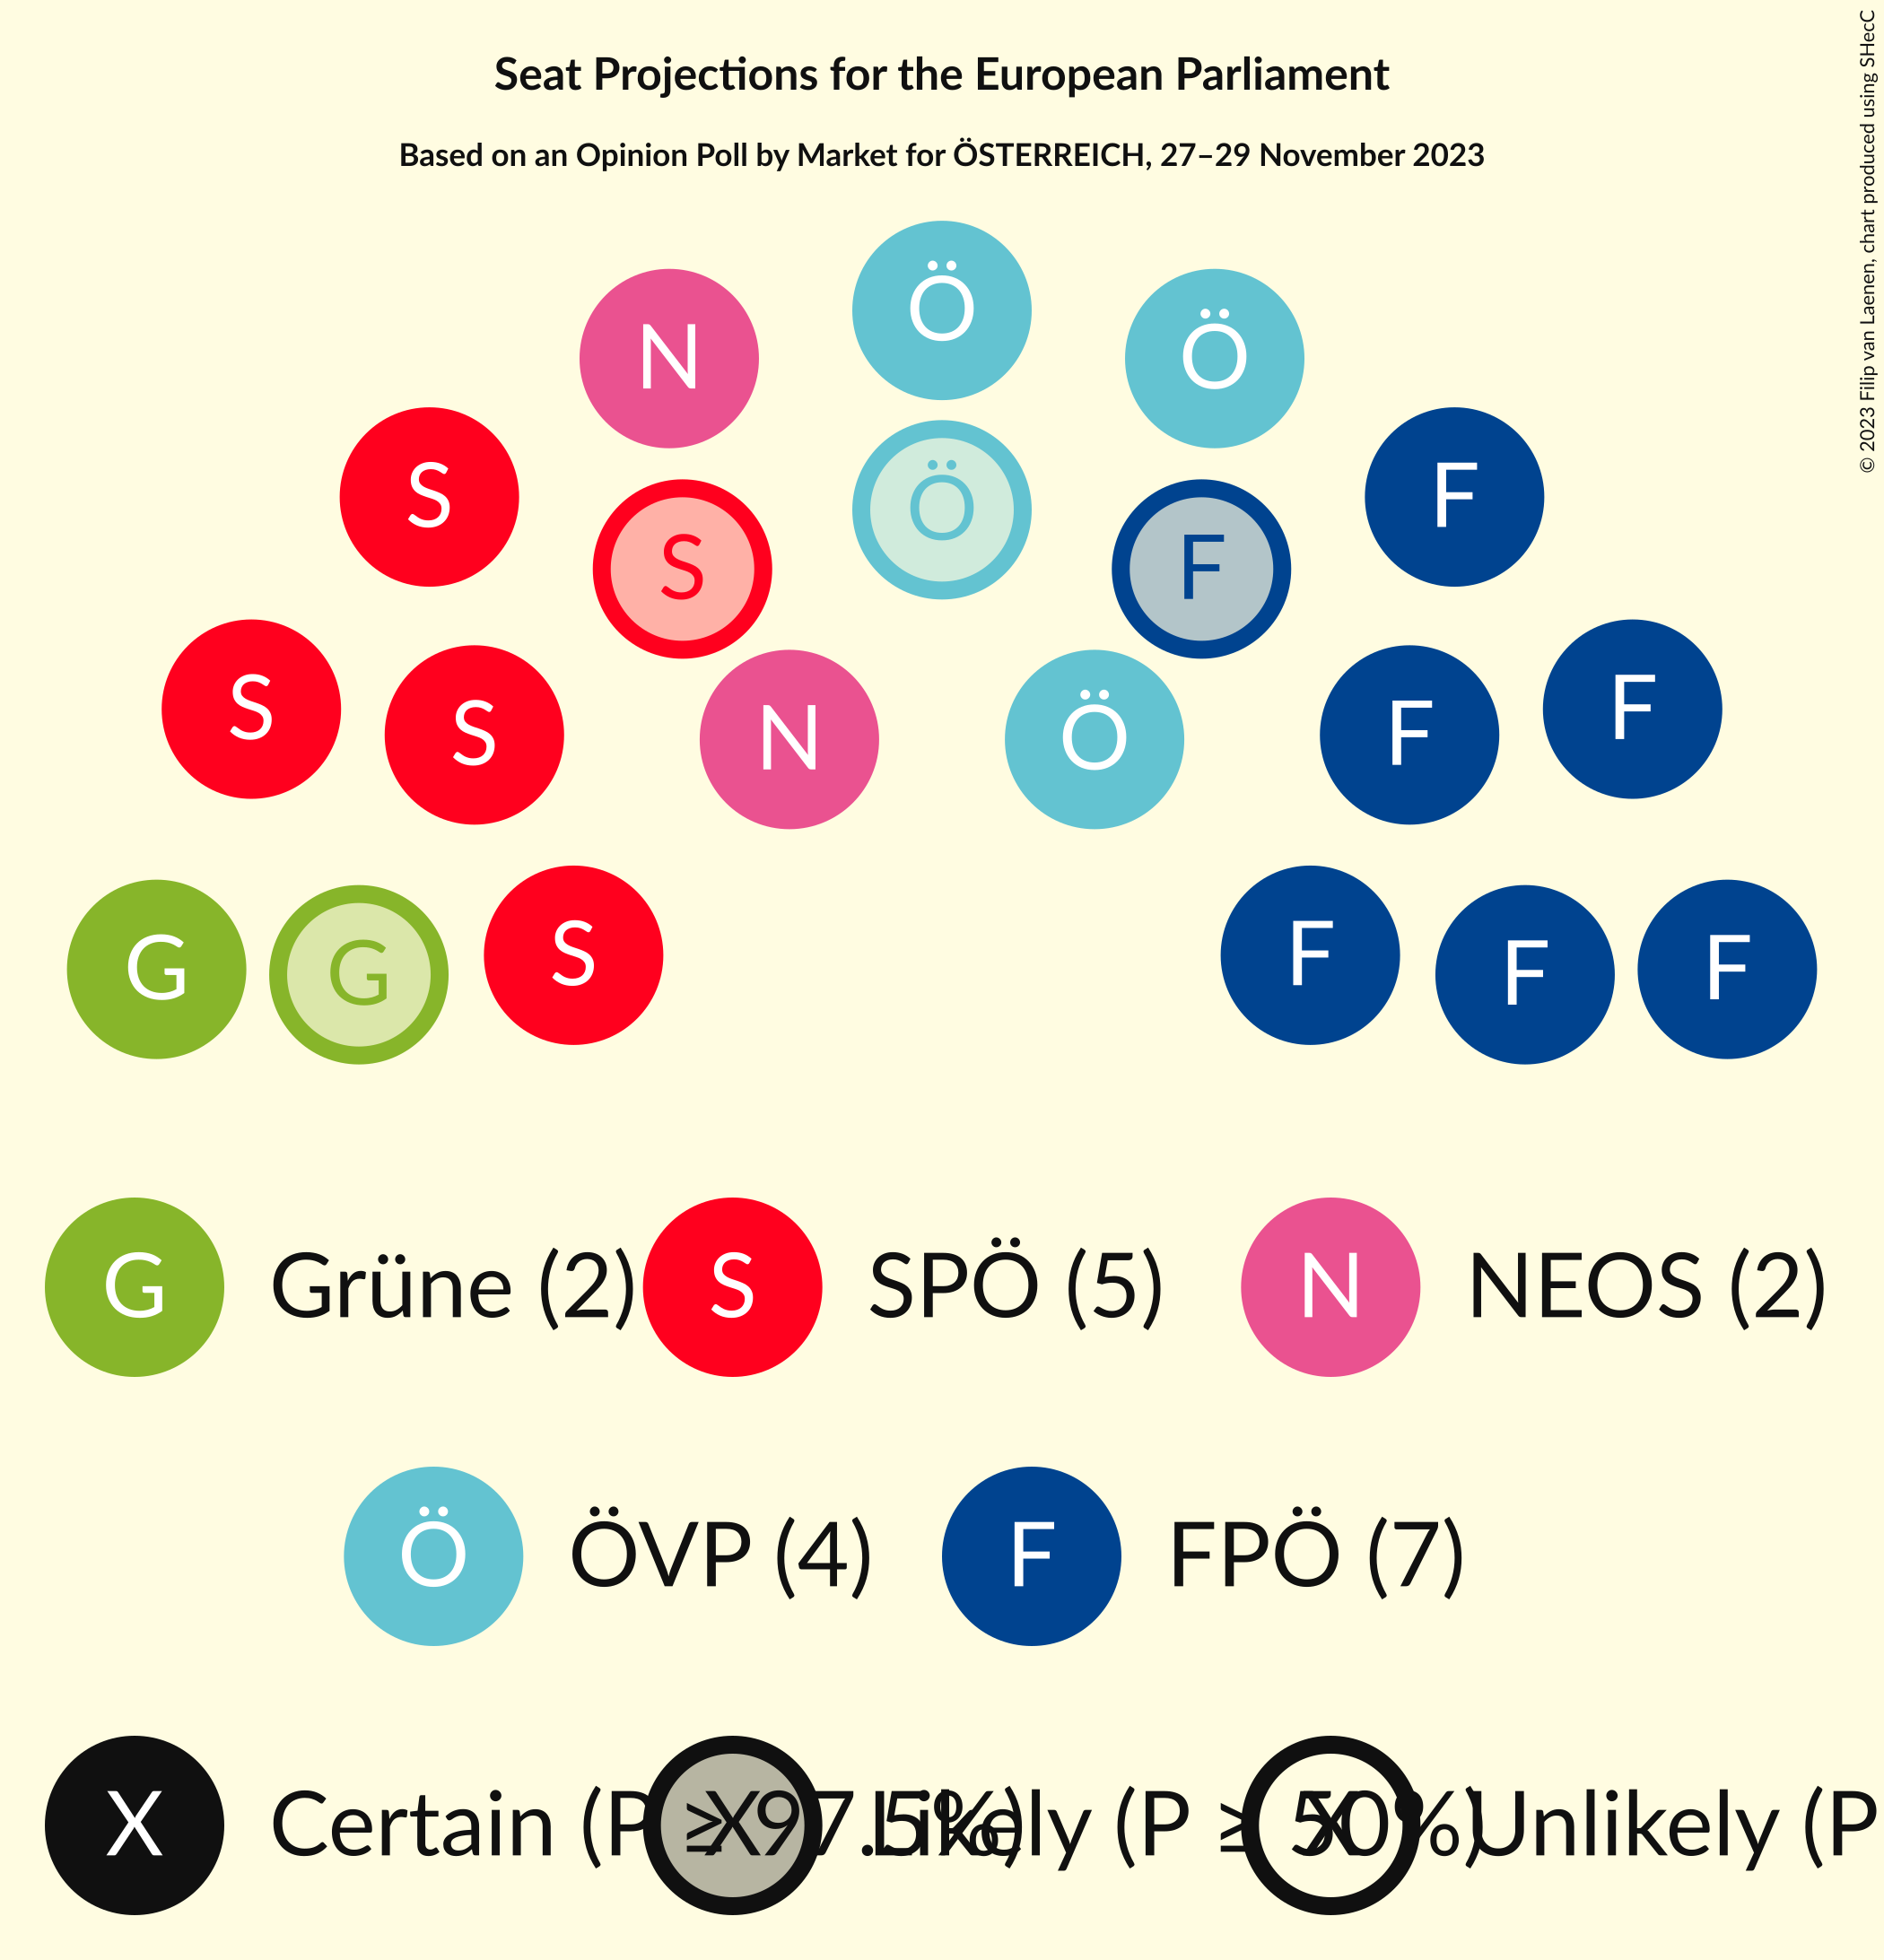 Seat Projections for the European Parliament
Based on an Opinion Poll by Market for ÖSTERREICH, 27–29 November 2023
© 2023 Filip van Laenen, chart produced using SHecC
Ö
N Ö
S Ö F
S F
S S N Ö F F
G G S F F F
G Grüne (2) S SPÖ (5) N NEOS (2)
Ö ÖVP (4) F FPÖ (7)
X Certain (P ≥ 97.5%) X Likely (P ≥ 50%) X Unlikely (P